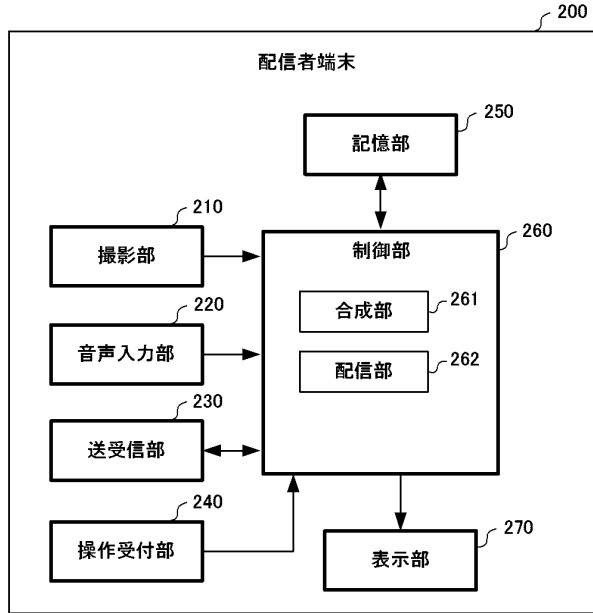 200
配信者端末
250
記憶部
210
撮影部
260
制御部
220
音声入力部
261
合成部
262
配信部
230
送受信部
240
操作受付部
270
表示部